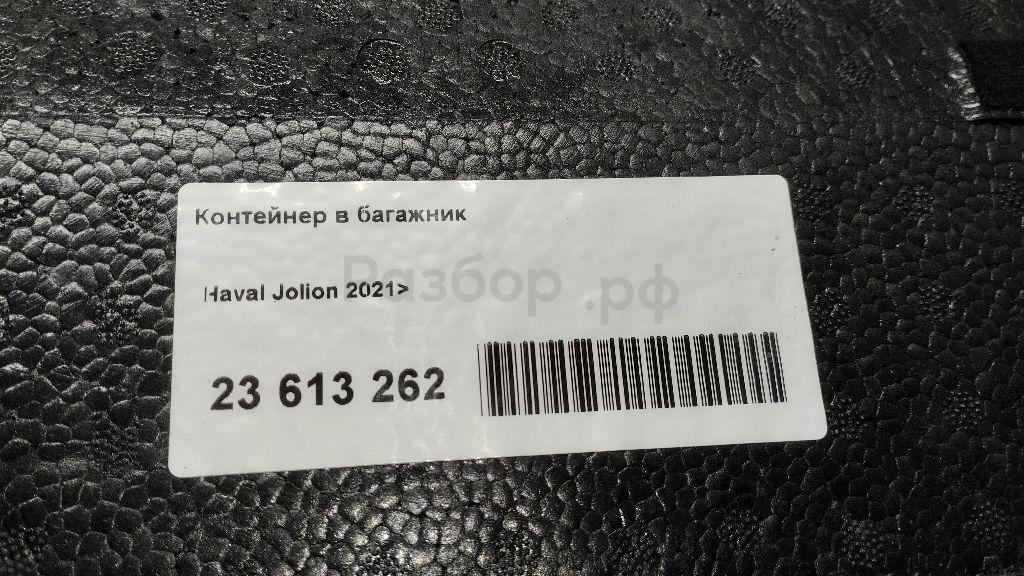 Контейнер в багажник
Haval Jolion 2021>
Разбор.рф
23 613 262